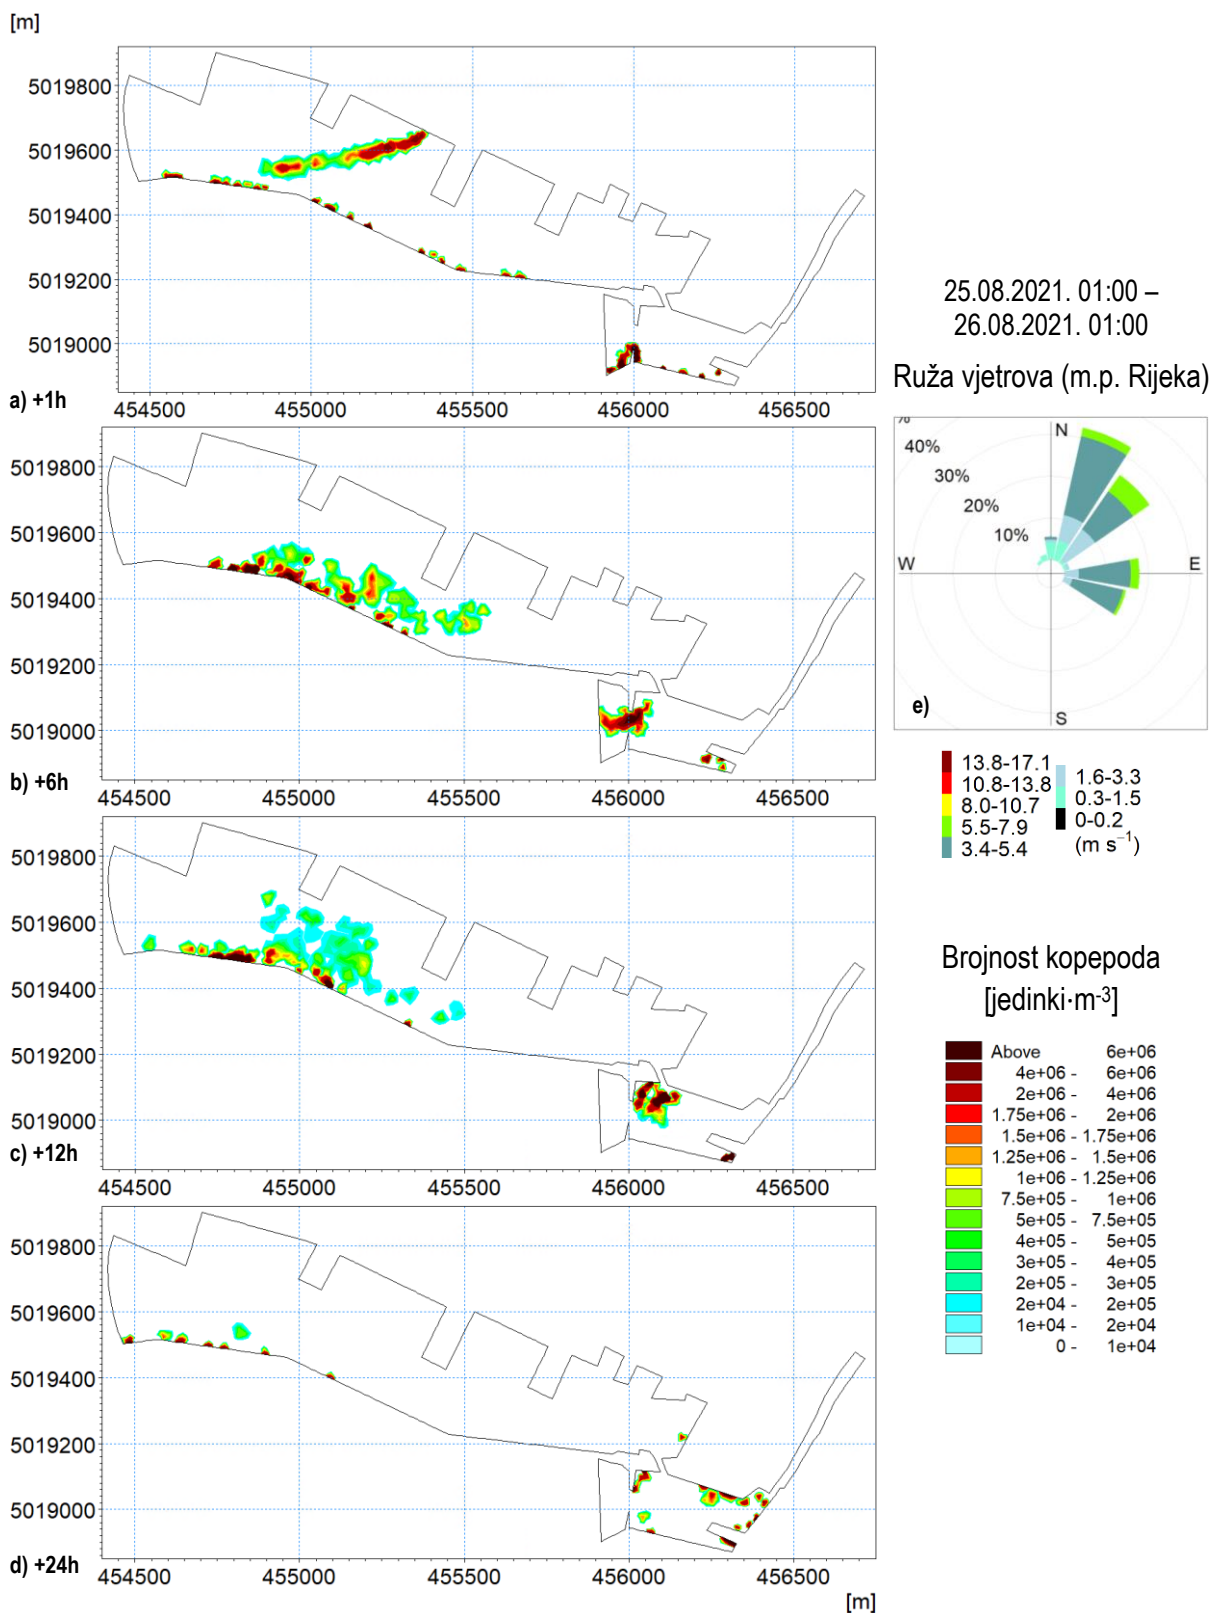 [m]
5019800
5019600
5019400
5019200
5019000
a) +1h
454500 455000 455500 456000 456500
5019800
5019600
5019400
5019200
5019000
b) +6h
454500 455000 455500 456000 456500
5019800
5019600
5019400
5019200
5019000
c) +12h
454500 455000 455500 456000 456500
5019800
5019600
5019400
5019200
5019000
d) +24h
454500 455000 455500 456000 456500
[m]
25.08.2021. 01:00 –
26.08.2021. 01:00
Ruža vjetrova (m.p. Rijeka)
%
N
40%
30%
20%
10%
W
E
S
e)
13.8-17.1
10.8-13.8
8.0-10.7
5.5-7.9
3.4-5.4
1.6-3.3
0.3-1.5
0-0.2
(m s⁻¹)
Brojnost kopepoda
[jedinki·m⁻³]
Above 6e+06
4e+06 - 6e+06
2e+06 - 4e+06
1.75e+06 - 2e+06
1.5e+06 - 1.75e+06
1.25e+06 - 1.5e+06
1e+06 - 1.25e+06
7.5e+05 - 1e+06
5e+05 - 7.5e+05
4e+05 - 5e+05
3e+05 - 4e+05
2e+05 - 3e+05
2e+04 - 2e+05
1e+04 - 2e+04
0 - 1e+04